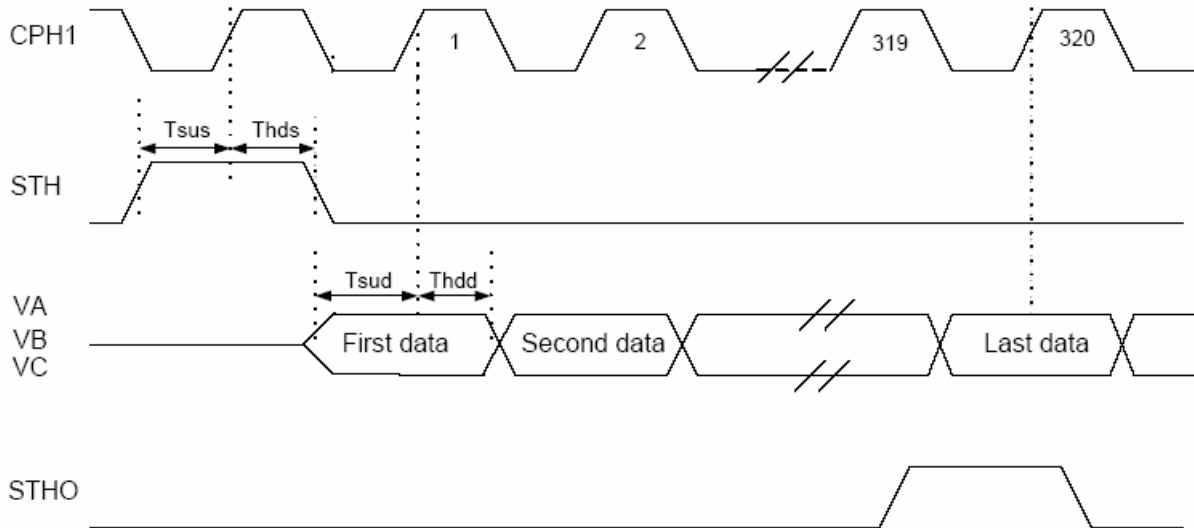 CPH1
1
2
319
320
Tsus
Thds
STH
Tsud
Thdd
VA
VB
VC
First data
Second data
Last data
STHO